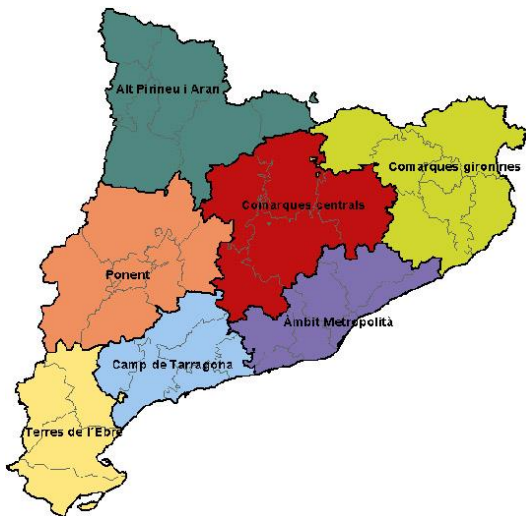 Alt Pirineu i Aran
Comarques gironines
Comarques centrals
Ponent
Àmbit Metropolità
Camp de Tarragona
Terres de l'Ebre